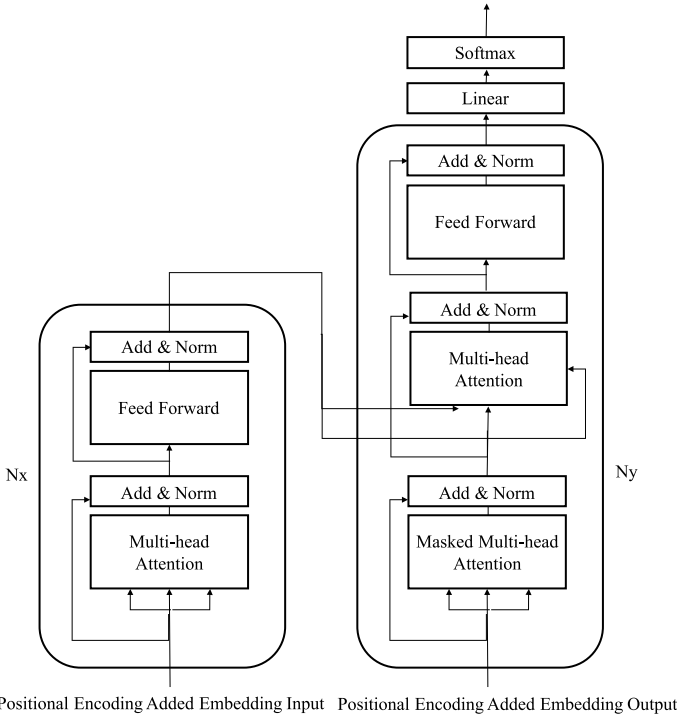 Softmax
Linear
Add & Norm
Feed Forward
Add & Norm
Multi-head
Attention
Add & Norm
Masked Multi-head
Attention
Ny
Add & Norm
Feed Forward
Add & Norm
Multi-head
Attention
Nx
Positional Encoding Added Embedding Input
Positional Encoding Added Embedding Output